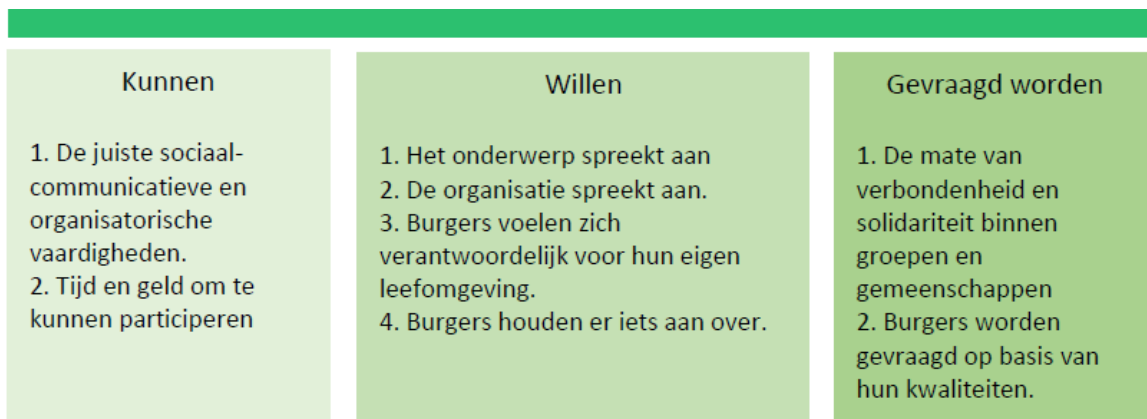 Kunnen
1. De juiste sociaal-
communicatieve en
organisatorische
vaardigheden.
2. Tijd en geld om te
kunnen participeren
Willen
1. Het onderwerp spreekt aan
2. De organisatie spreekt aan.
3. Burgers voelen zich
verantwoordelijk voor hun eigen
leefomgeving.
4. Burgers houden er iets aan over.
Gevraagd worden
1. De mate van
verbondenheid en
solidariteit binnen
groepen en
gemeenschappen
2. Burgers worden
gevraagd op basis van
hun kwaliteiten.